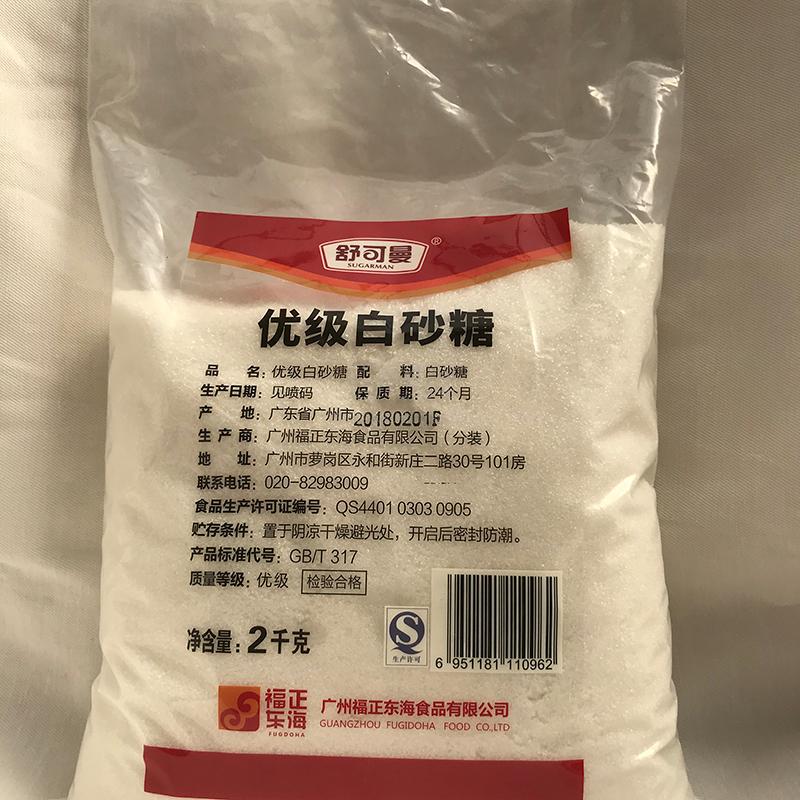 舒可曼®
SUGARMAN
优级白砂糖
品 名：优级白砂糖 配 料：白砂糖
生产日期：见喷码 保质期：24个月
产 地：广东省广州市
20180201F
生产商：广州福正东海食品有限公司（分装）
地 址：广州市萝岗区永和街新庄二路30号101房
联系电话：020-82983009
食品生产许可证编号：QS4401 0303 0905
贮存条件：置于阴凉干燥避光处，开启后密封防潮。
产品标准代号：GB/T 317
质量等级：优级 检验合格
净含量：2千克
QS
生产许可
6 951181 110962
福正东海
FUGDOHA
广州福正东海食品有限公司
GUANGZHOU FUGIDOHA FOOD CO.,LTD